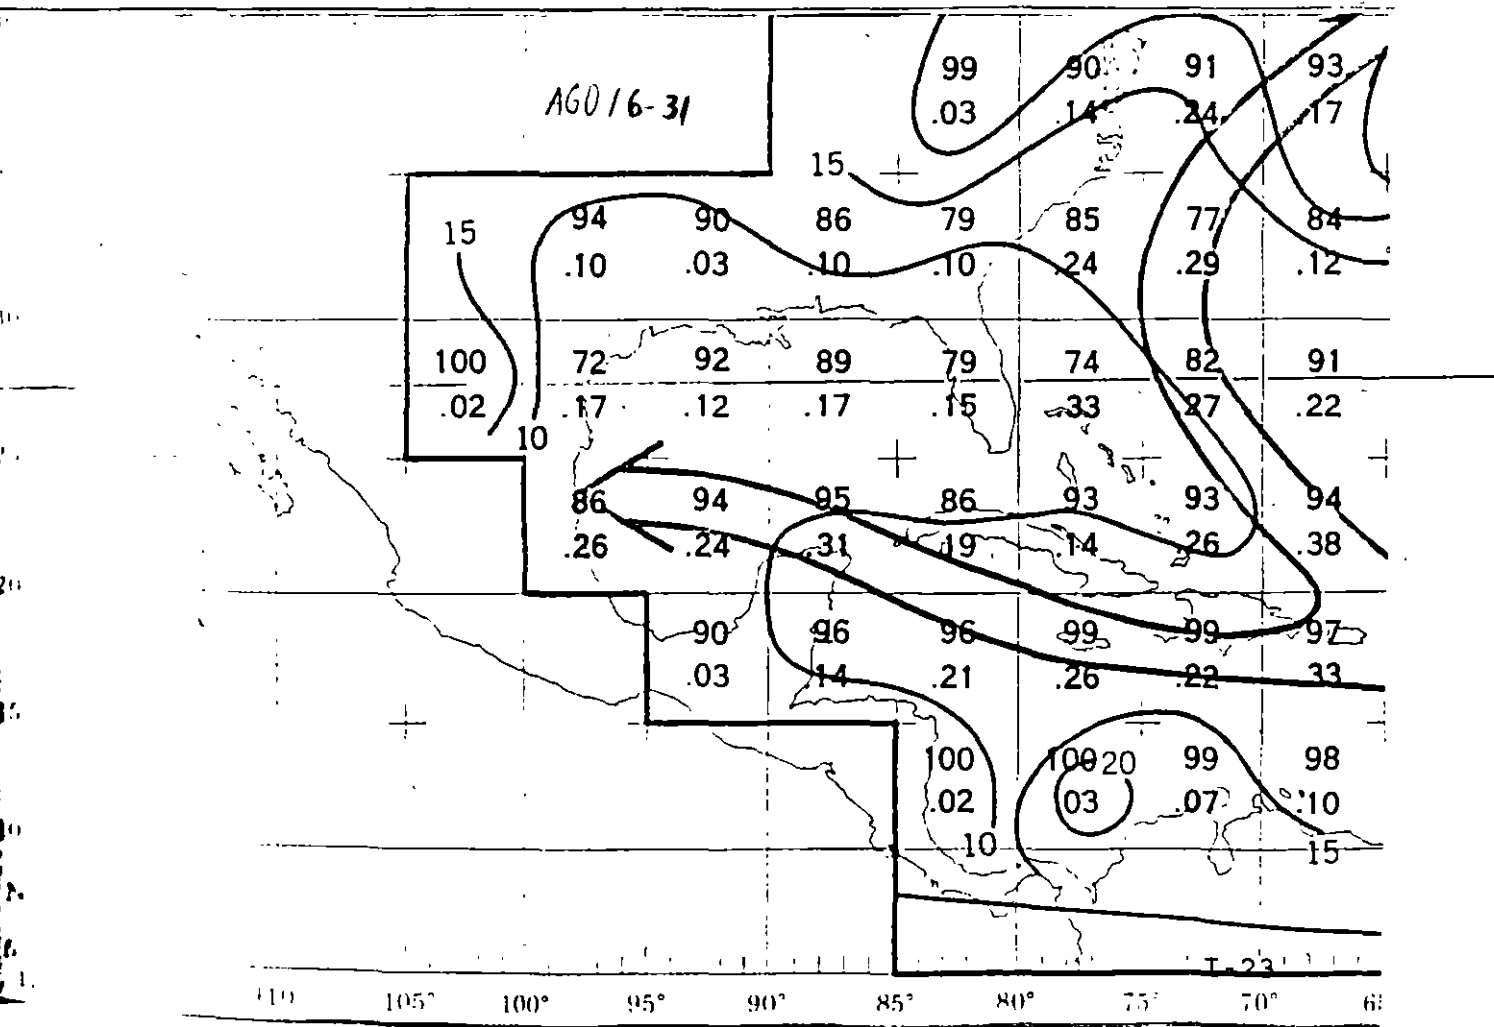 99 90 91 93
AGO 16-31
.03 .14 .24 .17
15
94 90 86 79 85 77 84
15
.10 .03 .10 .10 .24 .29 .12
100 72 92 89 79 74 82 91
.02 .17 .12 .17 .15 .33 .27 .22
10
86 94 95 86 93 93 94
.26 .24 .31 .19 .14 .26 .38
90 96 96 99 99 97
.03 .14 .21 .26 .22 .33
100 100 20 99 98
.02 .03 .07 .10
10 15
I-23
110 105° 100° 95° 90° 85° 80° 75° 70°